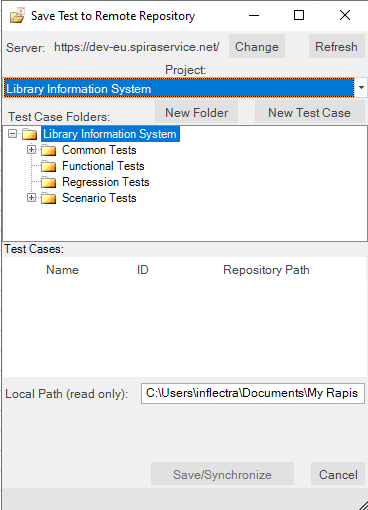 Save Test to Remote Repository
Server: https://dev-eu.spiraservice.net/ Change Refresh
Project:
Library Information System
Test Case Folders: New Folder New Test Case
Library Information System
Common Tests
Functional Tests
Regression Tests
Scenario Tests
Test Cases:
Name ID Repository Path
Local Path (read only): C:\Users\inflectra\Documents\My Rapis
Save/Synchronize Cancel